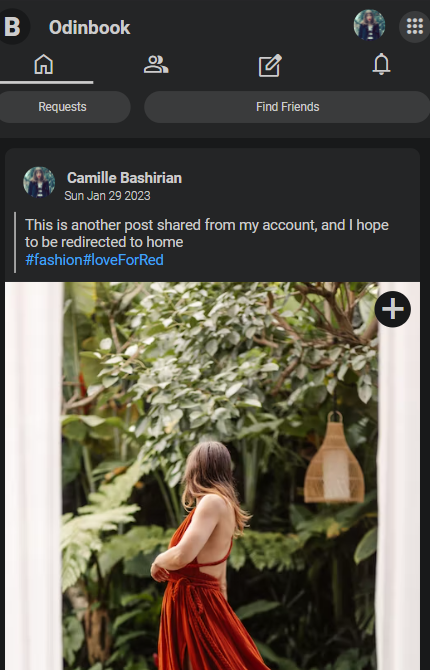 B Odinbook
Requests Find Friends
Camille Bashirian
Sun Jan 29 2023
This is another post shared from my account, and I hope
to be redirected to home
#fashion#loveForRed